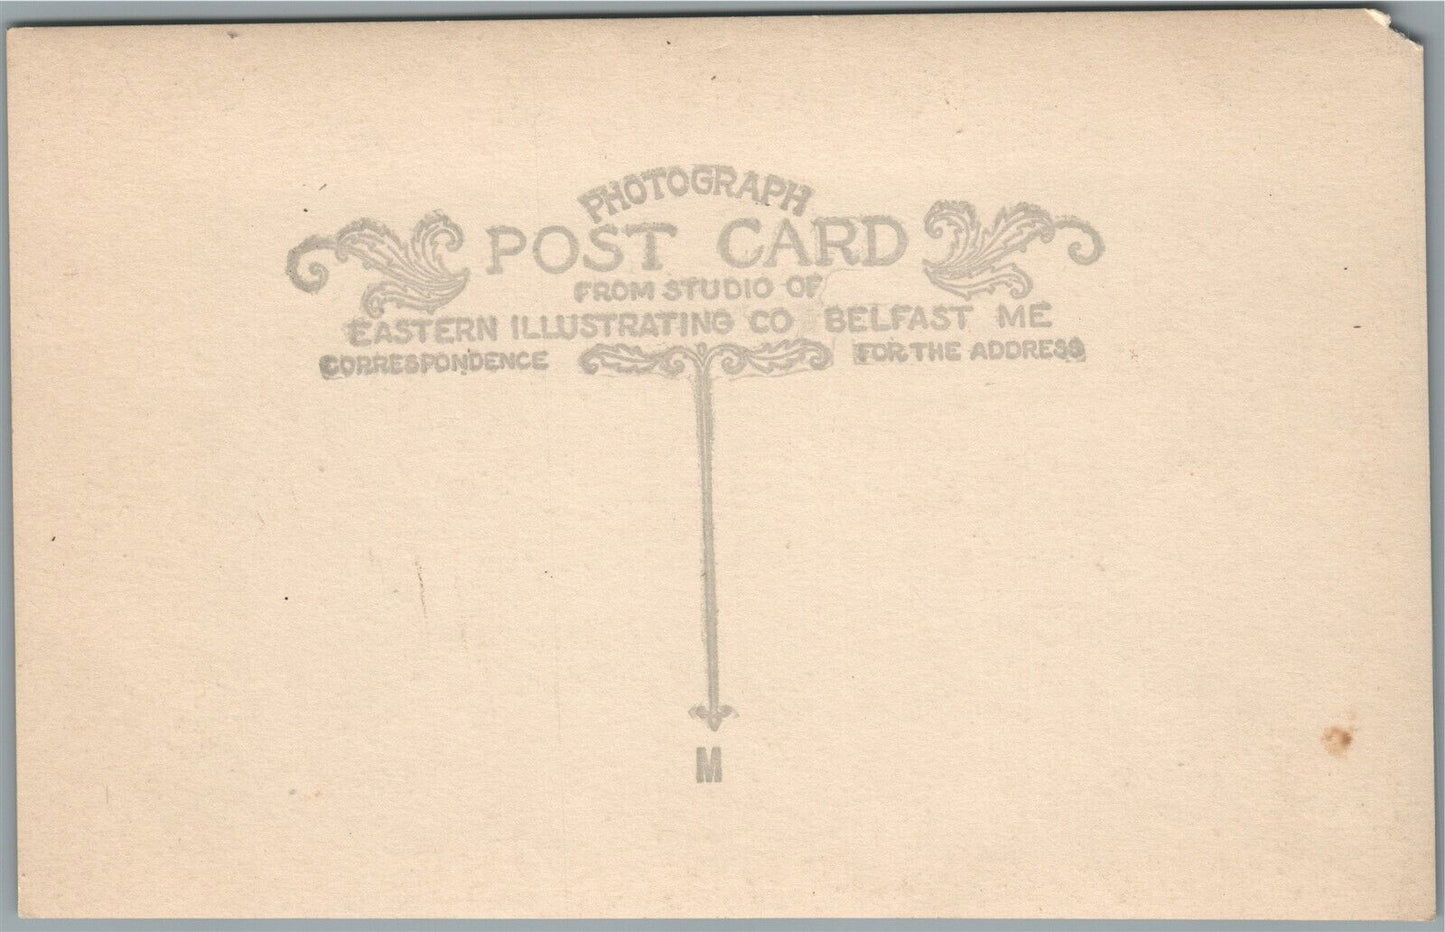 PHOTOGRAPH
POST CARD
FROM STUDIO OF
EASTERN ILLUSTRATING CO BELFAST ME
CORRESPONDENCE FOR THE ADDRESS
M